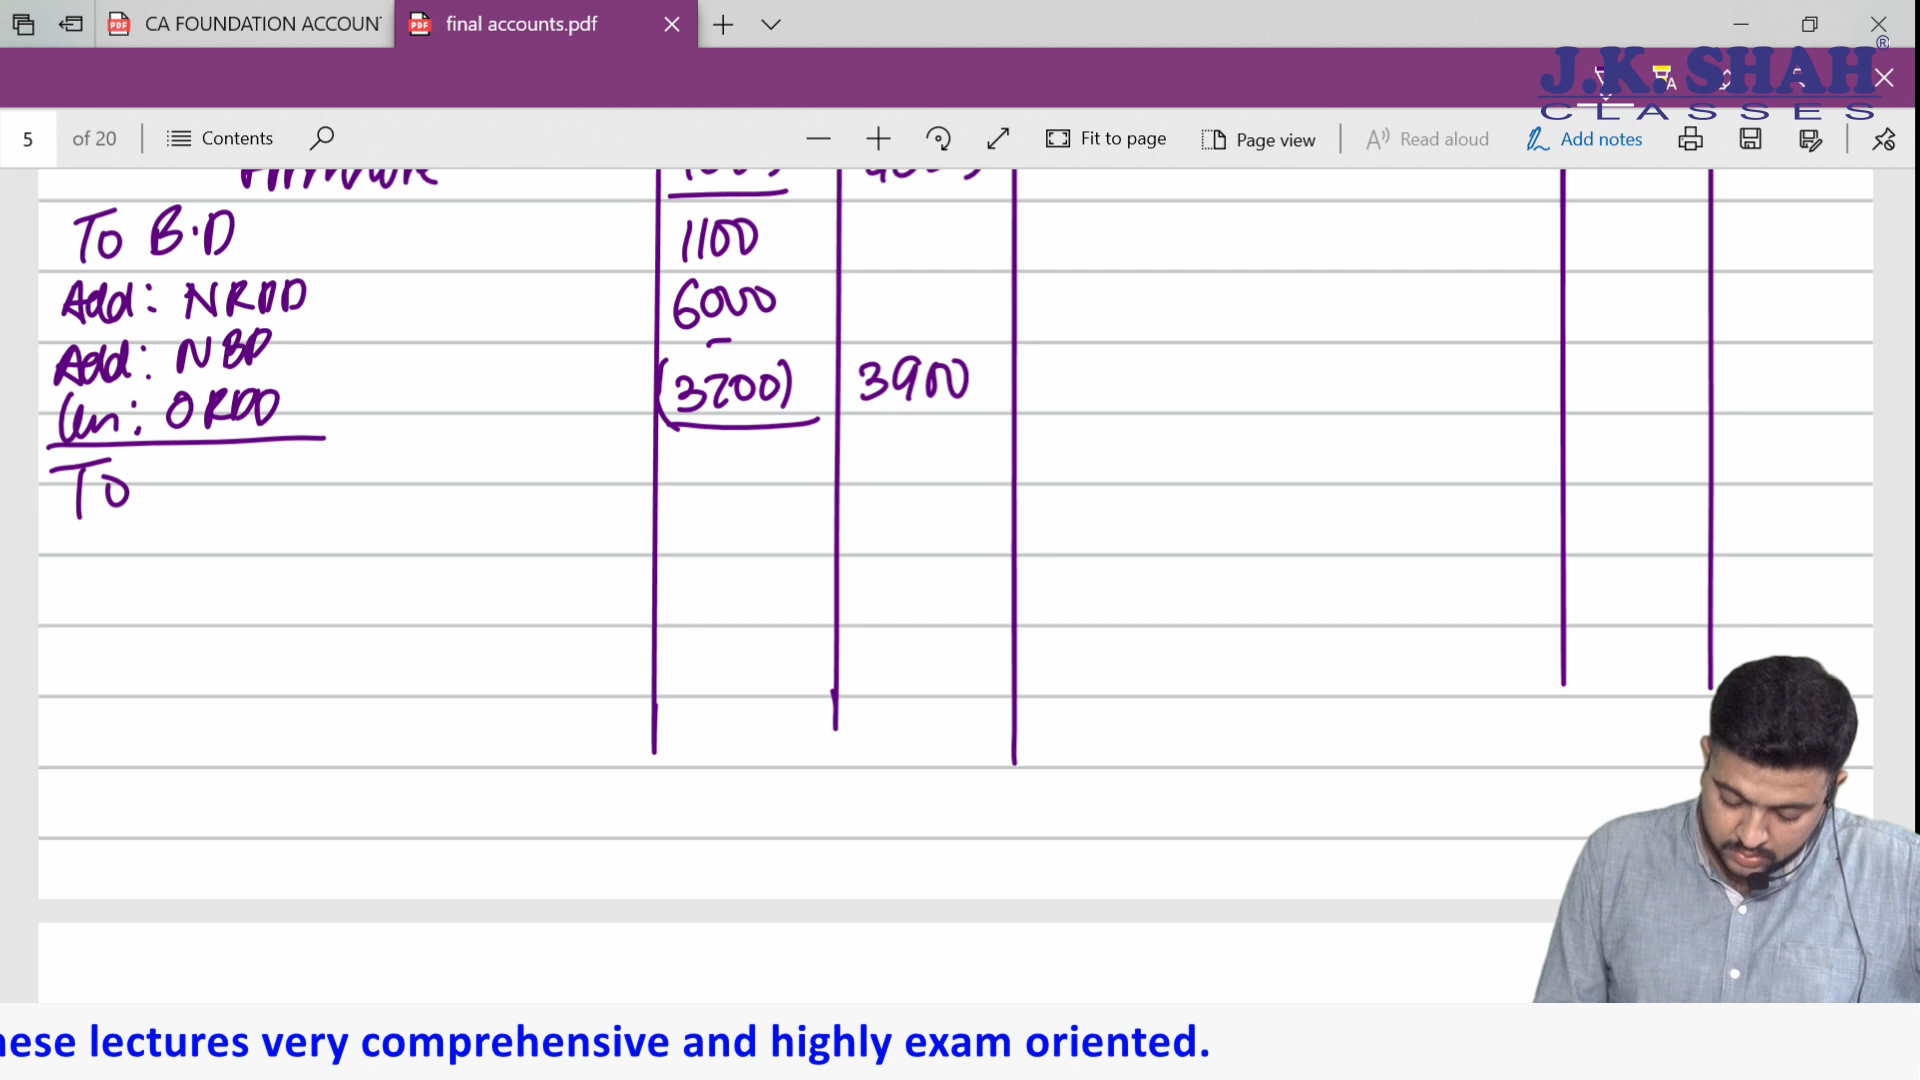 CA FOUNDATION ACCOUN
final accounts.pdf
J.K. SHAH®
CLASSES
5 of 20 Contents Fit to page Page view Read aloud Add notes
To B.D 1100
Add: NRDD 6000
Add: NBD -
Less: ORDD (3200) 3900
To
hese lectures very comprehensive and highly exam oriented.